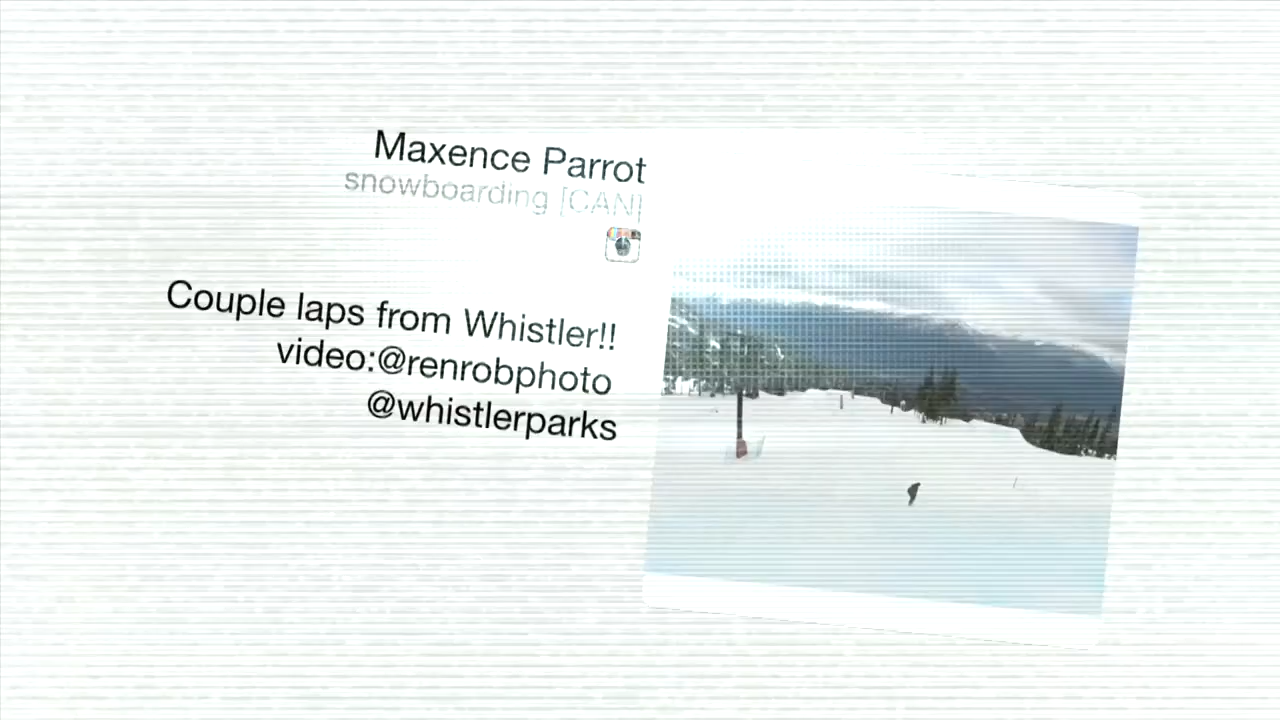 Maxence Parrot
snowboarding [CAN]
Couple laps from Whistler!!
video:@renrobphoto
@whistlerparks